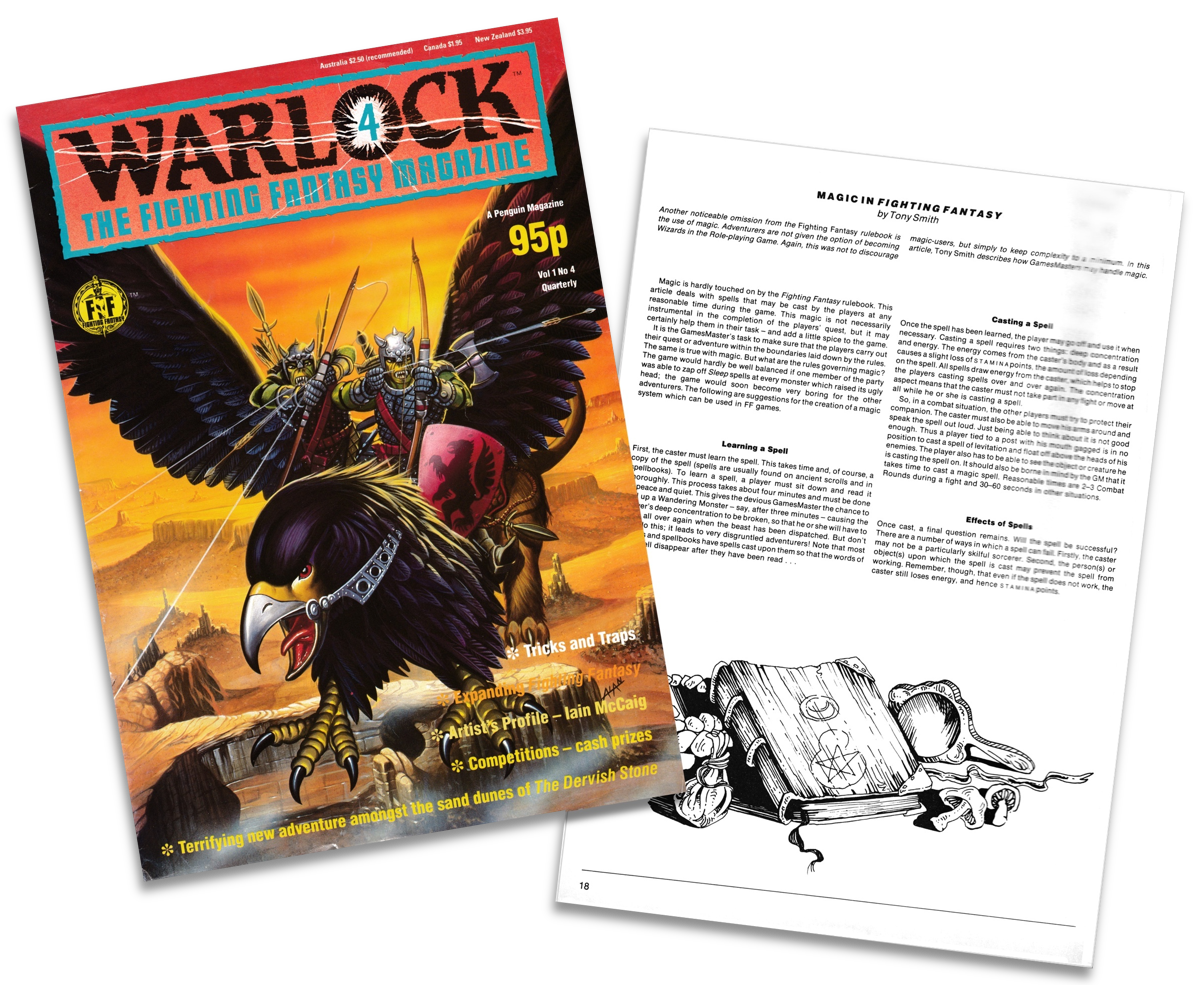 Australia $2.50 (recommended) Canada $1.95 New Zealand $3.95
WARLOCK™
4
THE FIGHTING FANTASY MAGAZINE
A Penguin Magazine
95p
Vol 1 No 4
Quarterly
FNF™
FIGHTING FANTASY
✻ Tricks and Traps
✻ Expanding Fighting Fantasy
✻ Artist's Profile – Iain McCaig
✻ Competitions – cash prizes
✻ Terrifying new adventure amongst the sand dunes of The Dervish Stone
ALAN
MAGIC IN FIGHTING FANTASY
by Tony Smith
Another noticeable omission from the Fighting Fantasy rulebook is
the use of magic. Adventurers are not given the option of becoming
Wizards in the Role-playing Game. Again, this was not to discourage
magic-users, but simply to keep complexity to a minimum. In this
article, Tony Smith describes how GamesMasters may handle magic.
Magic is hardly touched on by the Fighting Fantasy rulebook. This
article deals with spells that may be cast by the players at any
reasonable time during the game. This magic is not necessarily
instrumental in the completion of the players' quest, but it may
certainly help them in their task – and add a little spice to the game.
It is the GamesMaster's task to make sure that the players carry out
their quest or adventure within the boundaries laid down by the rules.
The same is true with magic. But what are the rules governing magic?
The game would hardly be well balanced if one member of the party
was able to zap off Sleep spells at every monster which raised its ugly
head; the game would soon become very boring for the other
adventurers. The following are suggestions for the creation of a magic
system which can be used in FF games.
Learning a Spell
First, the caster must learn the spell. This takes time and, of course, a
copy of the spell (spells are usually found on ancient scrolls and in
spellbooks). To learn a spell, a player must sit down and read it
oroughly. This process takes about four minutes and must be done
peace and quiet. This gives the devious GamesMaster the chance to
up a Wandering Monster – say, after three minutes – causing the
er's deep concentration to be broken, so that he or she will have to
all over again when the beast has been dispatched. But don't
o this; it leads to very disgruntled adventurers! Note that most
s and spellbooks have spells cast upon them so that the words of
ell disappear after they have been read . . .
Casting a Spell
Once the spell has been learned, the player may go off and use it when
necessary. Casting a spell requires two things: deep concentration
and energy. The energy comes from the caster's body and as a result
causes a slight loss of STAMINA points, the amount of loss depending
on the spell. All spells draw energy from the caster, which helps to stop
the players casting spells over and over again. The concentration
aspect means that the caster must not take part in any fight or move at
all while he or she is casting a spell.
So, in a combat situation, the other players must try to protect their
companion. The caster must also be able to move his arms around and
speak the spell out loud. Just being able to think about it is not good
enough. Thus a player tied to a post with his mouth gagged is in no
position to cast a spell of levitation and float off above the heads of his
enemies. The player also has to be able to see the object or creature he
is casting the spell on. It should also be borne in mind by the GM that it
takes time to cast a magic spell. Reasonable times are 2–3 Combat
Rounds during a fight and 30–60 seconds in other situations.
Effects of Spells
Once cast, a final question remains. Will the spell be successful?
There are a number of ways in which a spell can fail. Firstly, the caster
may not be a particularly skilful sorcerer. Second, the person(s) or
object(s) upon which the spell is cast may prevent the spell from
working. Remember, though, that even if the spell does not work, the
caster still loses energy, and hence STAMINA points.
18